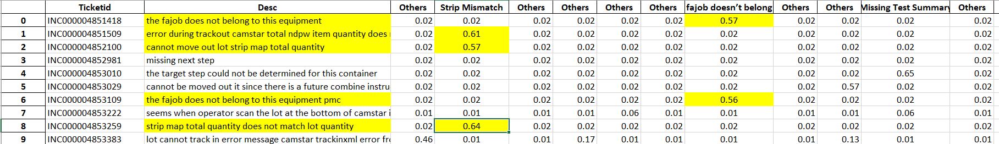 Ticketid Desc Others Strip Mismatch Others Others Others Others fajob doesn't belong Others Others Missing Test Summary Others
0 INC000004851418 the fajob does not belong to this equipment 0.02 0.02 0.02 0.02 0.02 0.02 0.57 0.02 0.02 0.02 0.02
1 INC000004851509 error during trackout camstar total ndpw item quantity does 0.02 0.61 0.02 0.02 0.02 0.02 0.02 0.02 0.02 0.02 0.02
2 INC000004852100 cannot move out lot strip map total quantity 0.02 0.57 0.02 0.02 0.02 0.02 0.02 0.02 0.02 0.02 0.02
3 INC000004852981 missing next step 0.02 0.02 0.02 0.02 0.02 0.02 0.02 0.02 0.02 0.02 0.02
4 INC000004853010 the target step could not be determined for this container 0.02 0.02 0.02 0.02 0.02 0.02 0.02 0.02 0.02 0.65 0.02
5 INC000004853029 cannot be moved out it since there is a future combine instru 0.02 0.02 0.02 0.02 0.02 0.02 0.02 0.02 0.57 0.02 0.02
6 INC000004853109 the fajob does not belong to this equipment pmc 0.02 0.02 0.02 0.02 0.02 0.02 0.56 0.02 0.02 0.02 0.02
7 INC000004853222 seems when operator scan the lot at the bottom of camstar i 0.01 0.01 0.01 0.01 0.06 0.01 0.01 0.01 0.01 0.06 0.01
8 INC000004853259 strip map total quantity does not match lot quantity 0.02 0.64 0.02 0.02 0.02 0.02 0.02 0.02 0.02 0.02 0.02
9 INC000004853383 lot cannot track in error message camstar trackinxml error fr 0.46 0.01 0.01 0.17 0.01 0.01 0.01 0.01 0.13 0.01 0.01